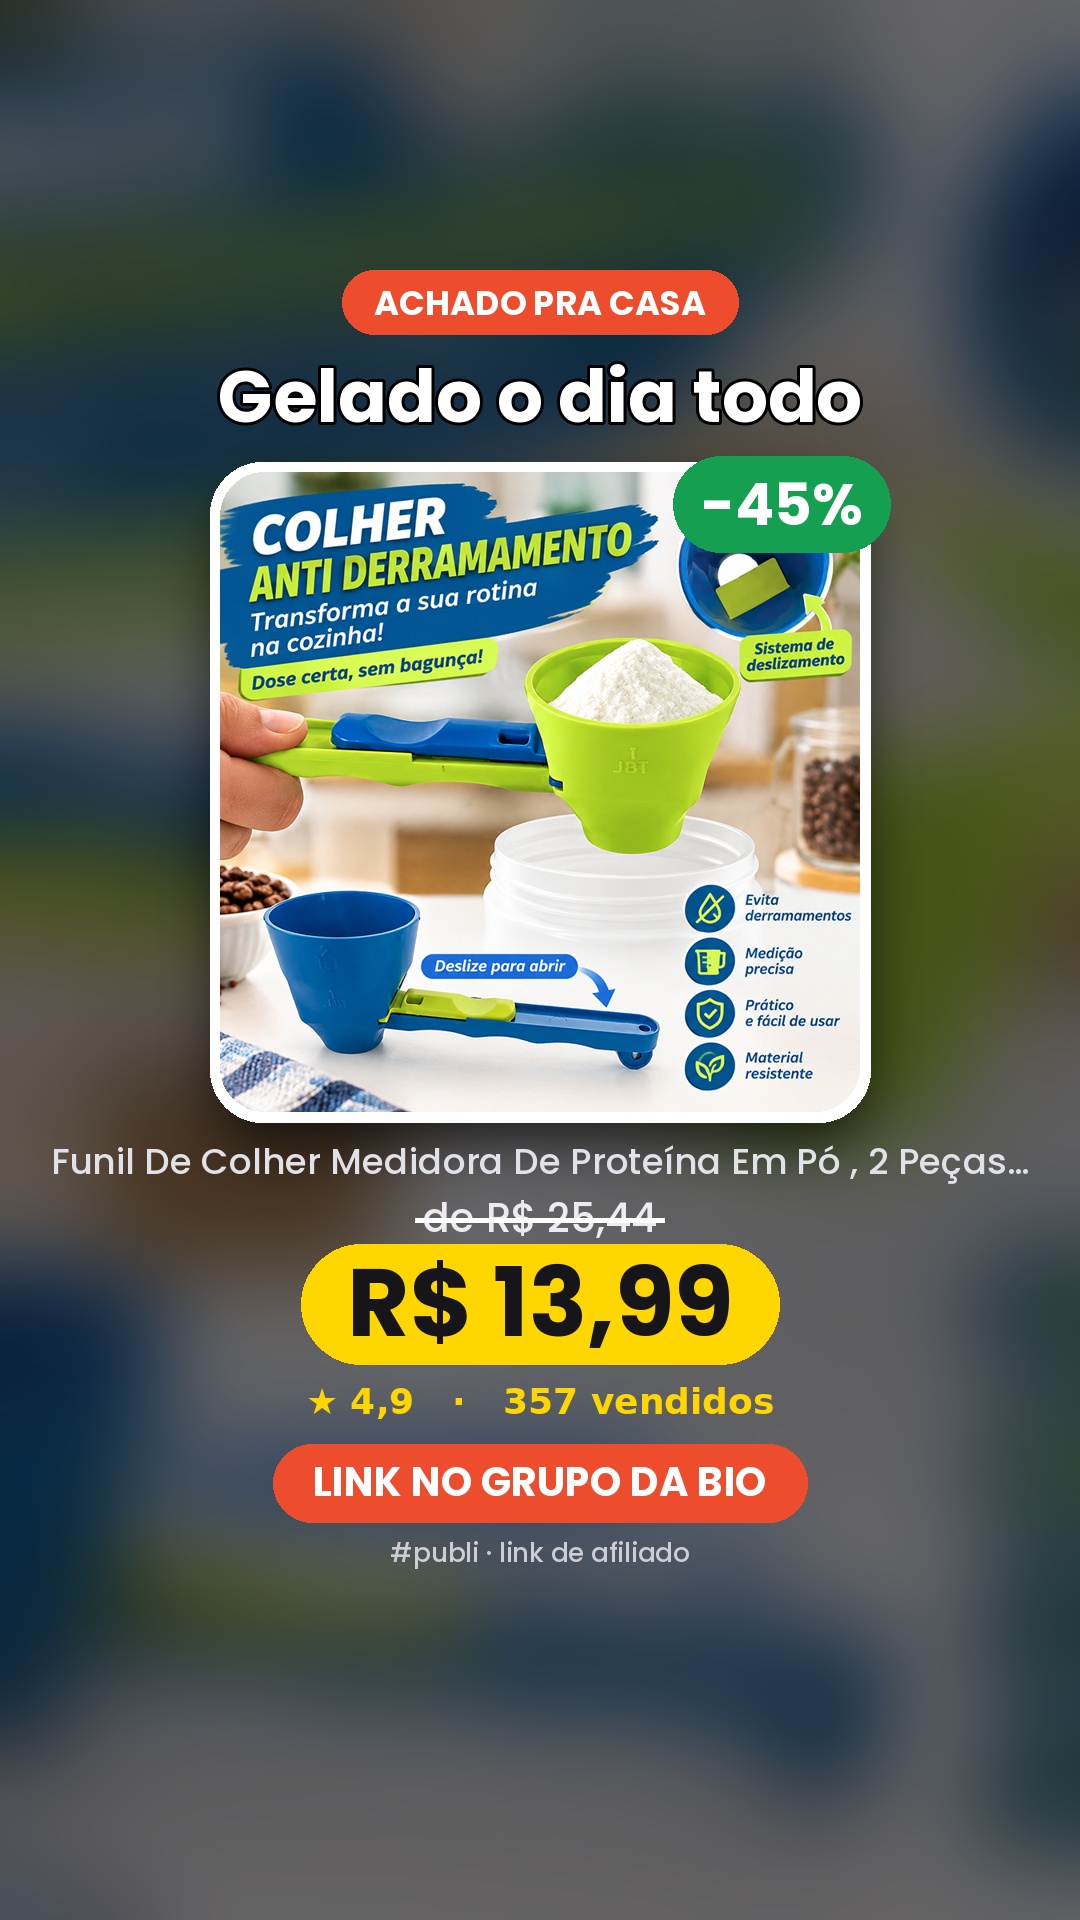 ACHADO PRA CASA
Gelado o dia todo
-45%
COLHER
ANTI DERRAMAMENTO
Transforma a sua rotina
na cozinha!
Dose certa, sem bagunça!
Sistema de
deslizamento
Evita
derramamentos
Medição
precisa
Deslize para abrir
Prático
e fácil de usar
Material
resistente
Funil De Colher Medidora De Proteína Em Pó , 2 Peças...
de R$ 25,44
R$ 13,99
★ 4,9 · 357 vendidos
LINK NO GRUPO DA BIO
#publi · link de afiliado